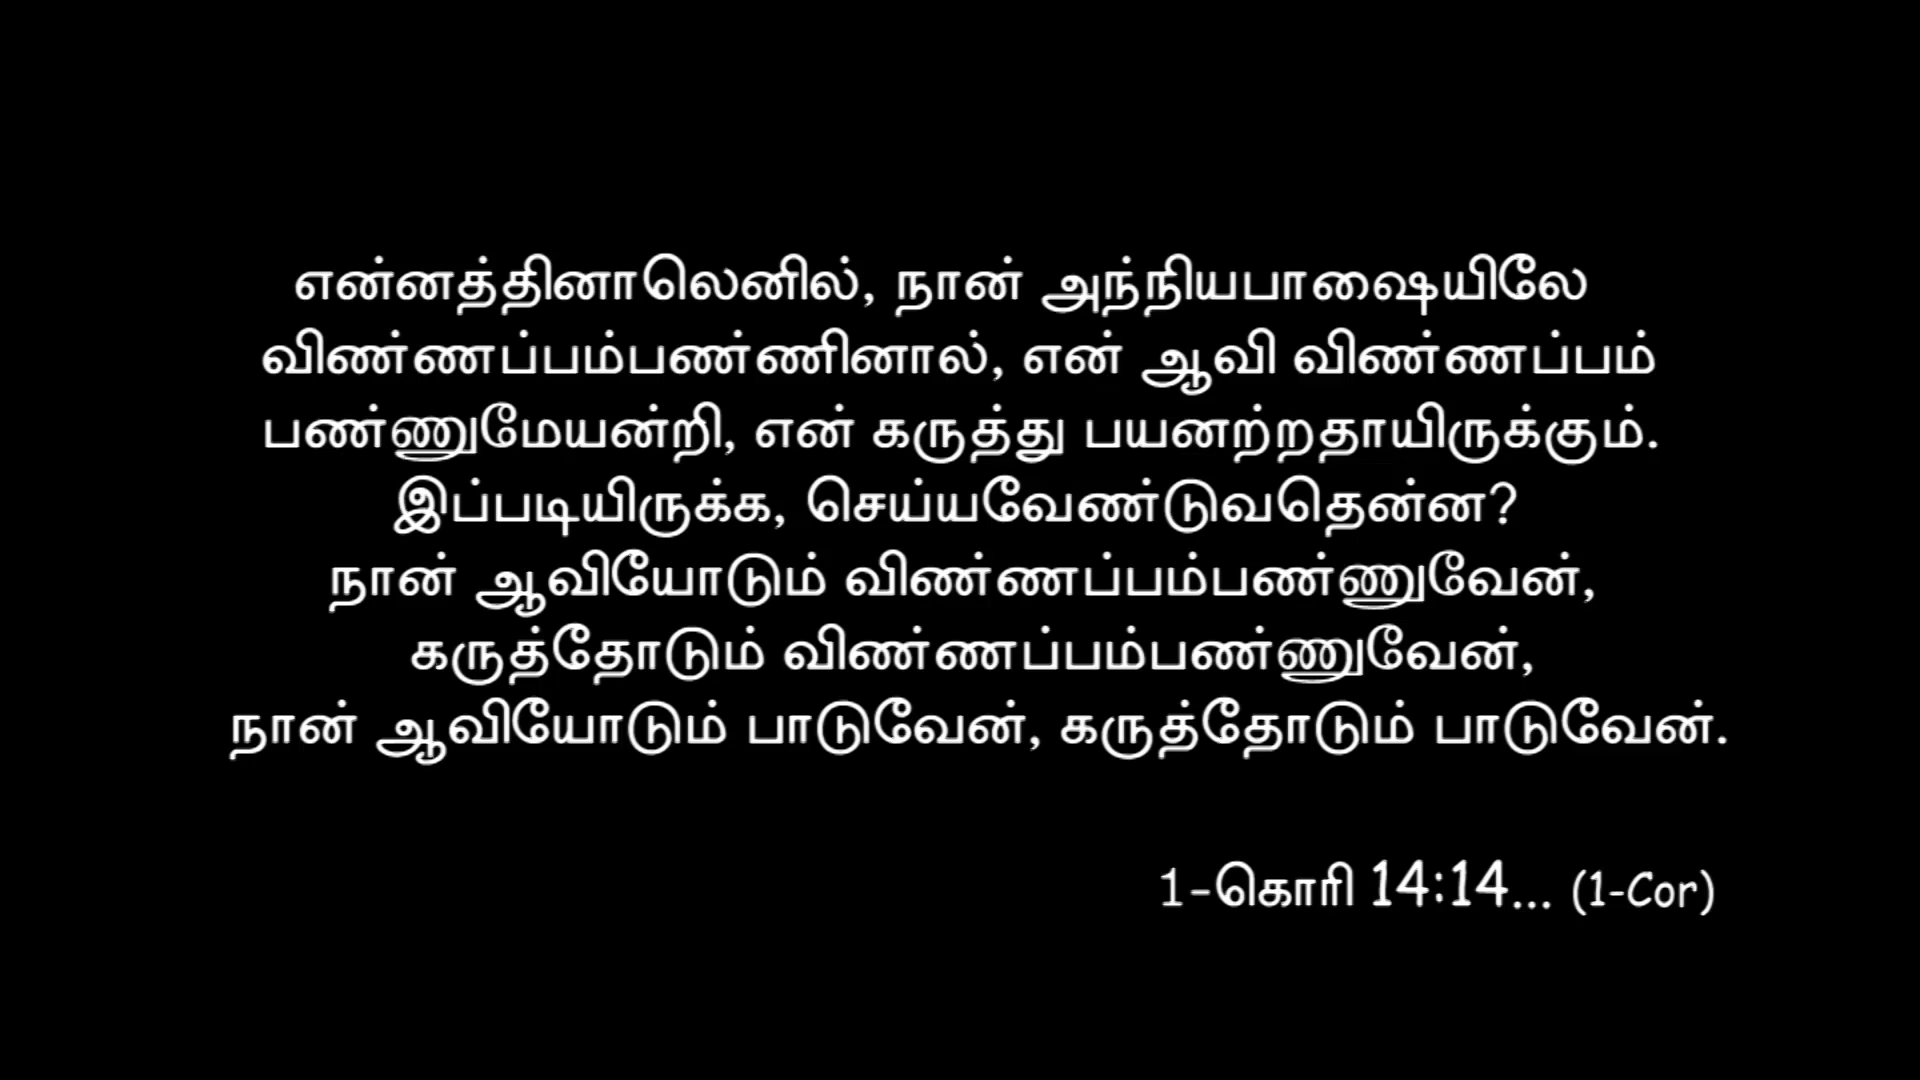 என்னத்தினாலெனில், நான் அந்நியபாஷையிலே
விண்ணப்பம்பண்ணினால், என் ஆவி விண்ணப்பம்
பண்ணுமேயன்றி, என் கருத்து பயனற்றதாயிருக்கும்.
இப்படியிருக்க, செய்யவேண்டுவதென்ன?
நான் ஆவியோடும் விண்ணப்பம்பண்ணுவேன்,
கருத்தோடும் விண்ணப்பம்பண்ணுவேன்,
நான் ஆவியோடும் பாடுவேன், கருத்தோடும் பாடுவேன்.
1-கொரி 14:14... (1-Cor)